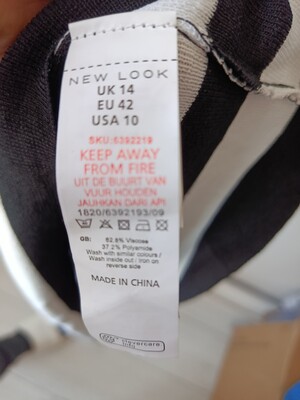 NEW LOOK
UK 14
EU 42
USA 10
SKU:6392219
KEEP AWAY
FROM FIRE
UIT DE BUURT VAN
VUUR HOUDEN
JAUHKAN DARI API
1820/6392193/09
GB: 62.8% Viscose
37.2% Polyamide
Wash with similar colours /
Wash inside out / Iron on
reverse side
MADE IN CHINA
clevercare